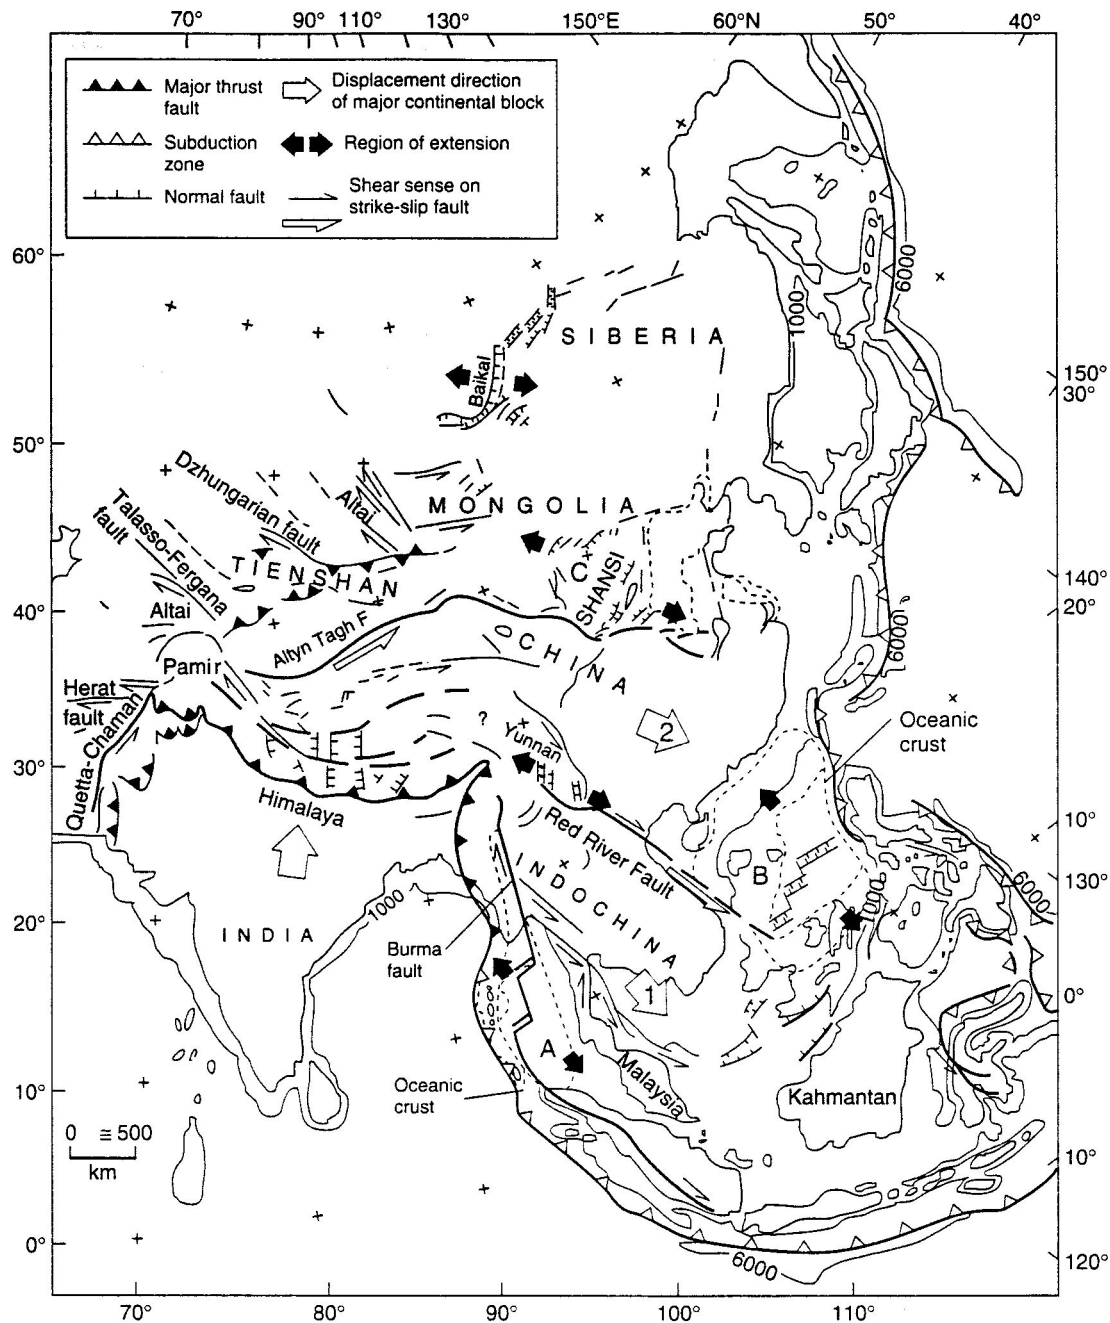 70° 90° 110° 130° 150°E 60°N 50° 40°
Major thrust
fault
Displacement direction
of major continental block
Subduction
zone
Region of extension
Normal fault
Shear sense on
strike-slip fault
60°
6000
1000
SIBERIA
Baikal
150°
30°
50°
Dzhungarian fault
Altai
MONGOLIA
Talasso-Fergana
fault
TIENSHAN
C
SHANSI
140°
20°
40°
Altai
Altyn Tagh F
CHINA
6000
Pamir
Herat
fault
Quetta-Chaman
?
Yunnan
2
Oceanic
crust
30°
Himalaya
Red River Fault
10°
B
1000
6000
130°
INDOCHINA
1000
20°
INDIA
Burma
fault
1
0°
A
Malaysia
Oceanic
crust
Kahmantan
10°
0 ≅500
km
10°
0°
6000
120°
70° 80° 90° 100° 110°